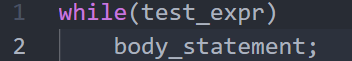 1 while(test_expr)
2     body_statement;